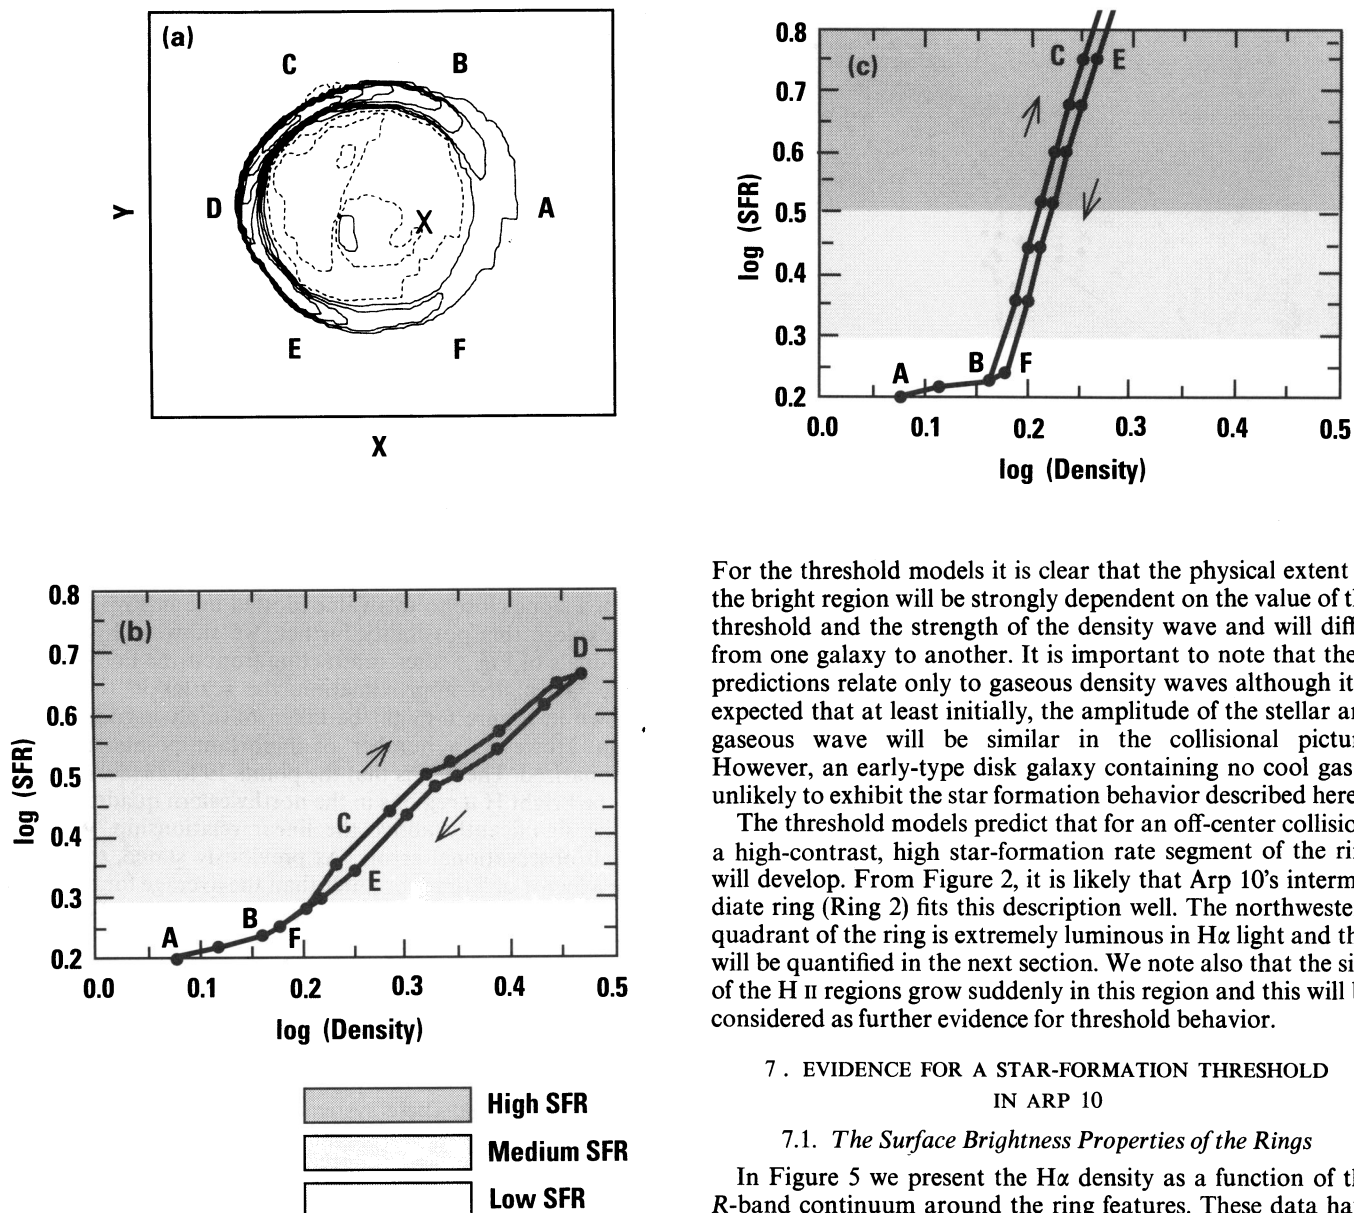 (a)
C
B
D
X
A
E
F
Y
X
(c)
C
E
B
F
A
0.8
0.7
0.6
0.5
0.4
0.3
0.2
log (SFR)
0.0 0.1 0.2 0.3 0.4 0.5
log (Density)
(b)
D
C
E
B
F
A
0.8
0.7
0.6
0.5
0.4
0.3
0.2
log (SFR)
0.0 0.1 0.2 0.3 0.4 0.5
log (Density)
High SFR
Medium SFR
Low SFR
For the threshold models it is clear that the physical extent
the bright region will be strongly dependent on the value of
threshold and the strength of the density wave and will
from one galaxy to another. It is important to note that
predictions relate only to gaseous density waves although it
expected that at least initially, the amplitude of the stellar
gaseous wave will be similar in the collisional
However, an early-type disk galaxy containing no cool gas
unlikely to exhibit the star formation behavior described here
The threshold models predict that for an off-center
a high-contrast, high star-formation rate segment of the
will develop. From Figure 2, it is likely that Arp 10's interm
diate ring (Ring 2) fits this description well. The
quadrant of the ring is extremely luminous in Hα light and
will be quantified in the next section. We note also that the
of the H II regions grow suddenly in this region and this will
considered as further evidence for threshold behavior.
7. EVIDENCE FOR A STAR-FORMATION THRESHOLD
IN ARP 10
7.1. The Surface Brightness Properties of the Rings
In Figure 5 we present the Hα density as a function of
R-band continuum around the ring features. These data